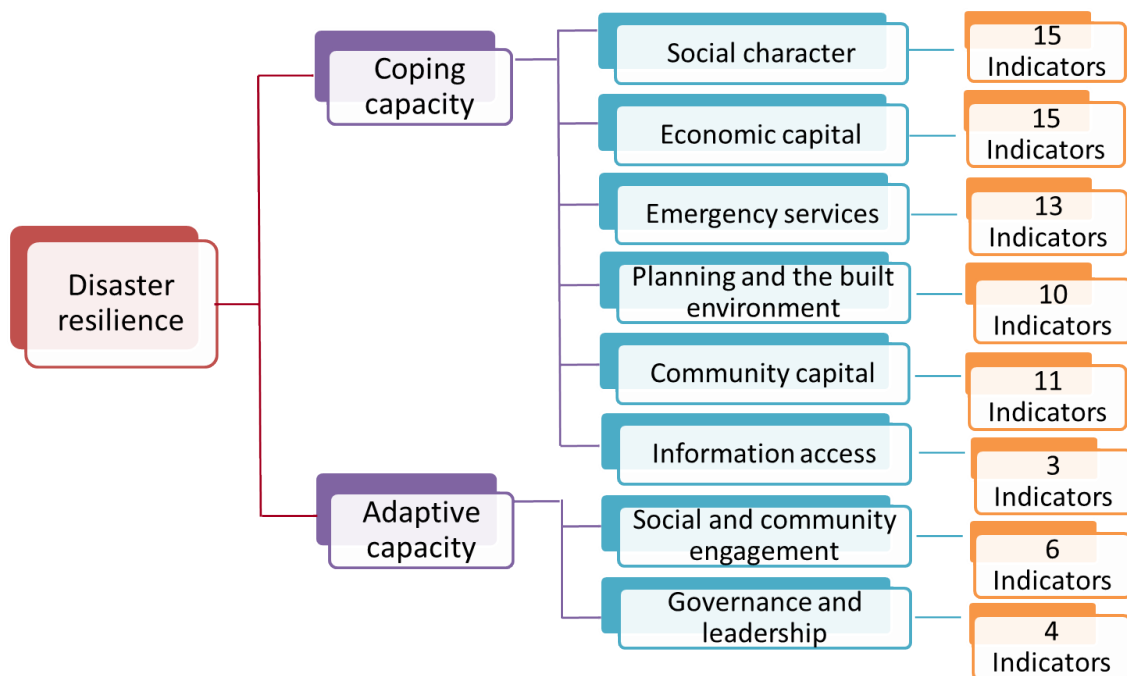 Disaster
resilience
Coping
capacity
Adaptive
capacity
Social character
15
Indicators
Economic capital
15
Indicators
Emergency services
13
Indicators
Planning and the built
environment
10
Indicators
Community capital
11
Indicators
Information access
3
Indicators
Social and community
engagement
6
Indicators
Governance and
leadership
4
Indicators